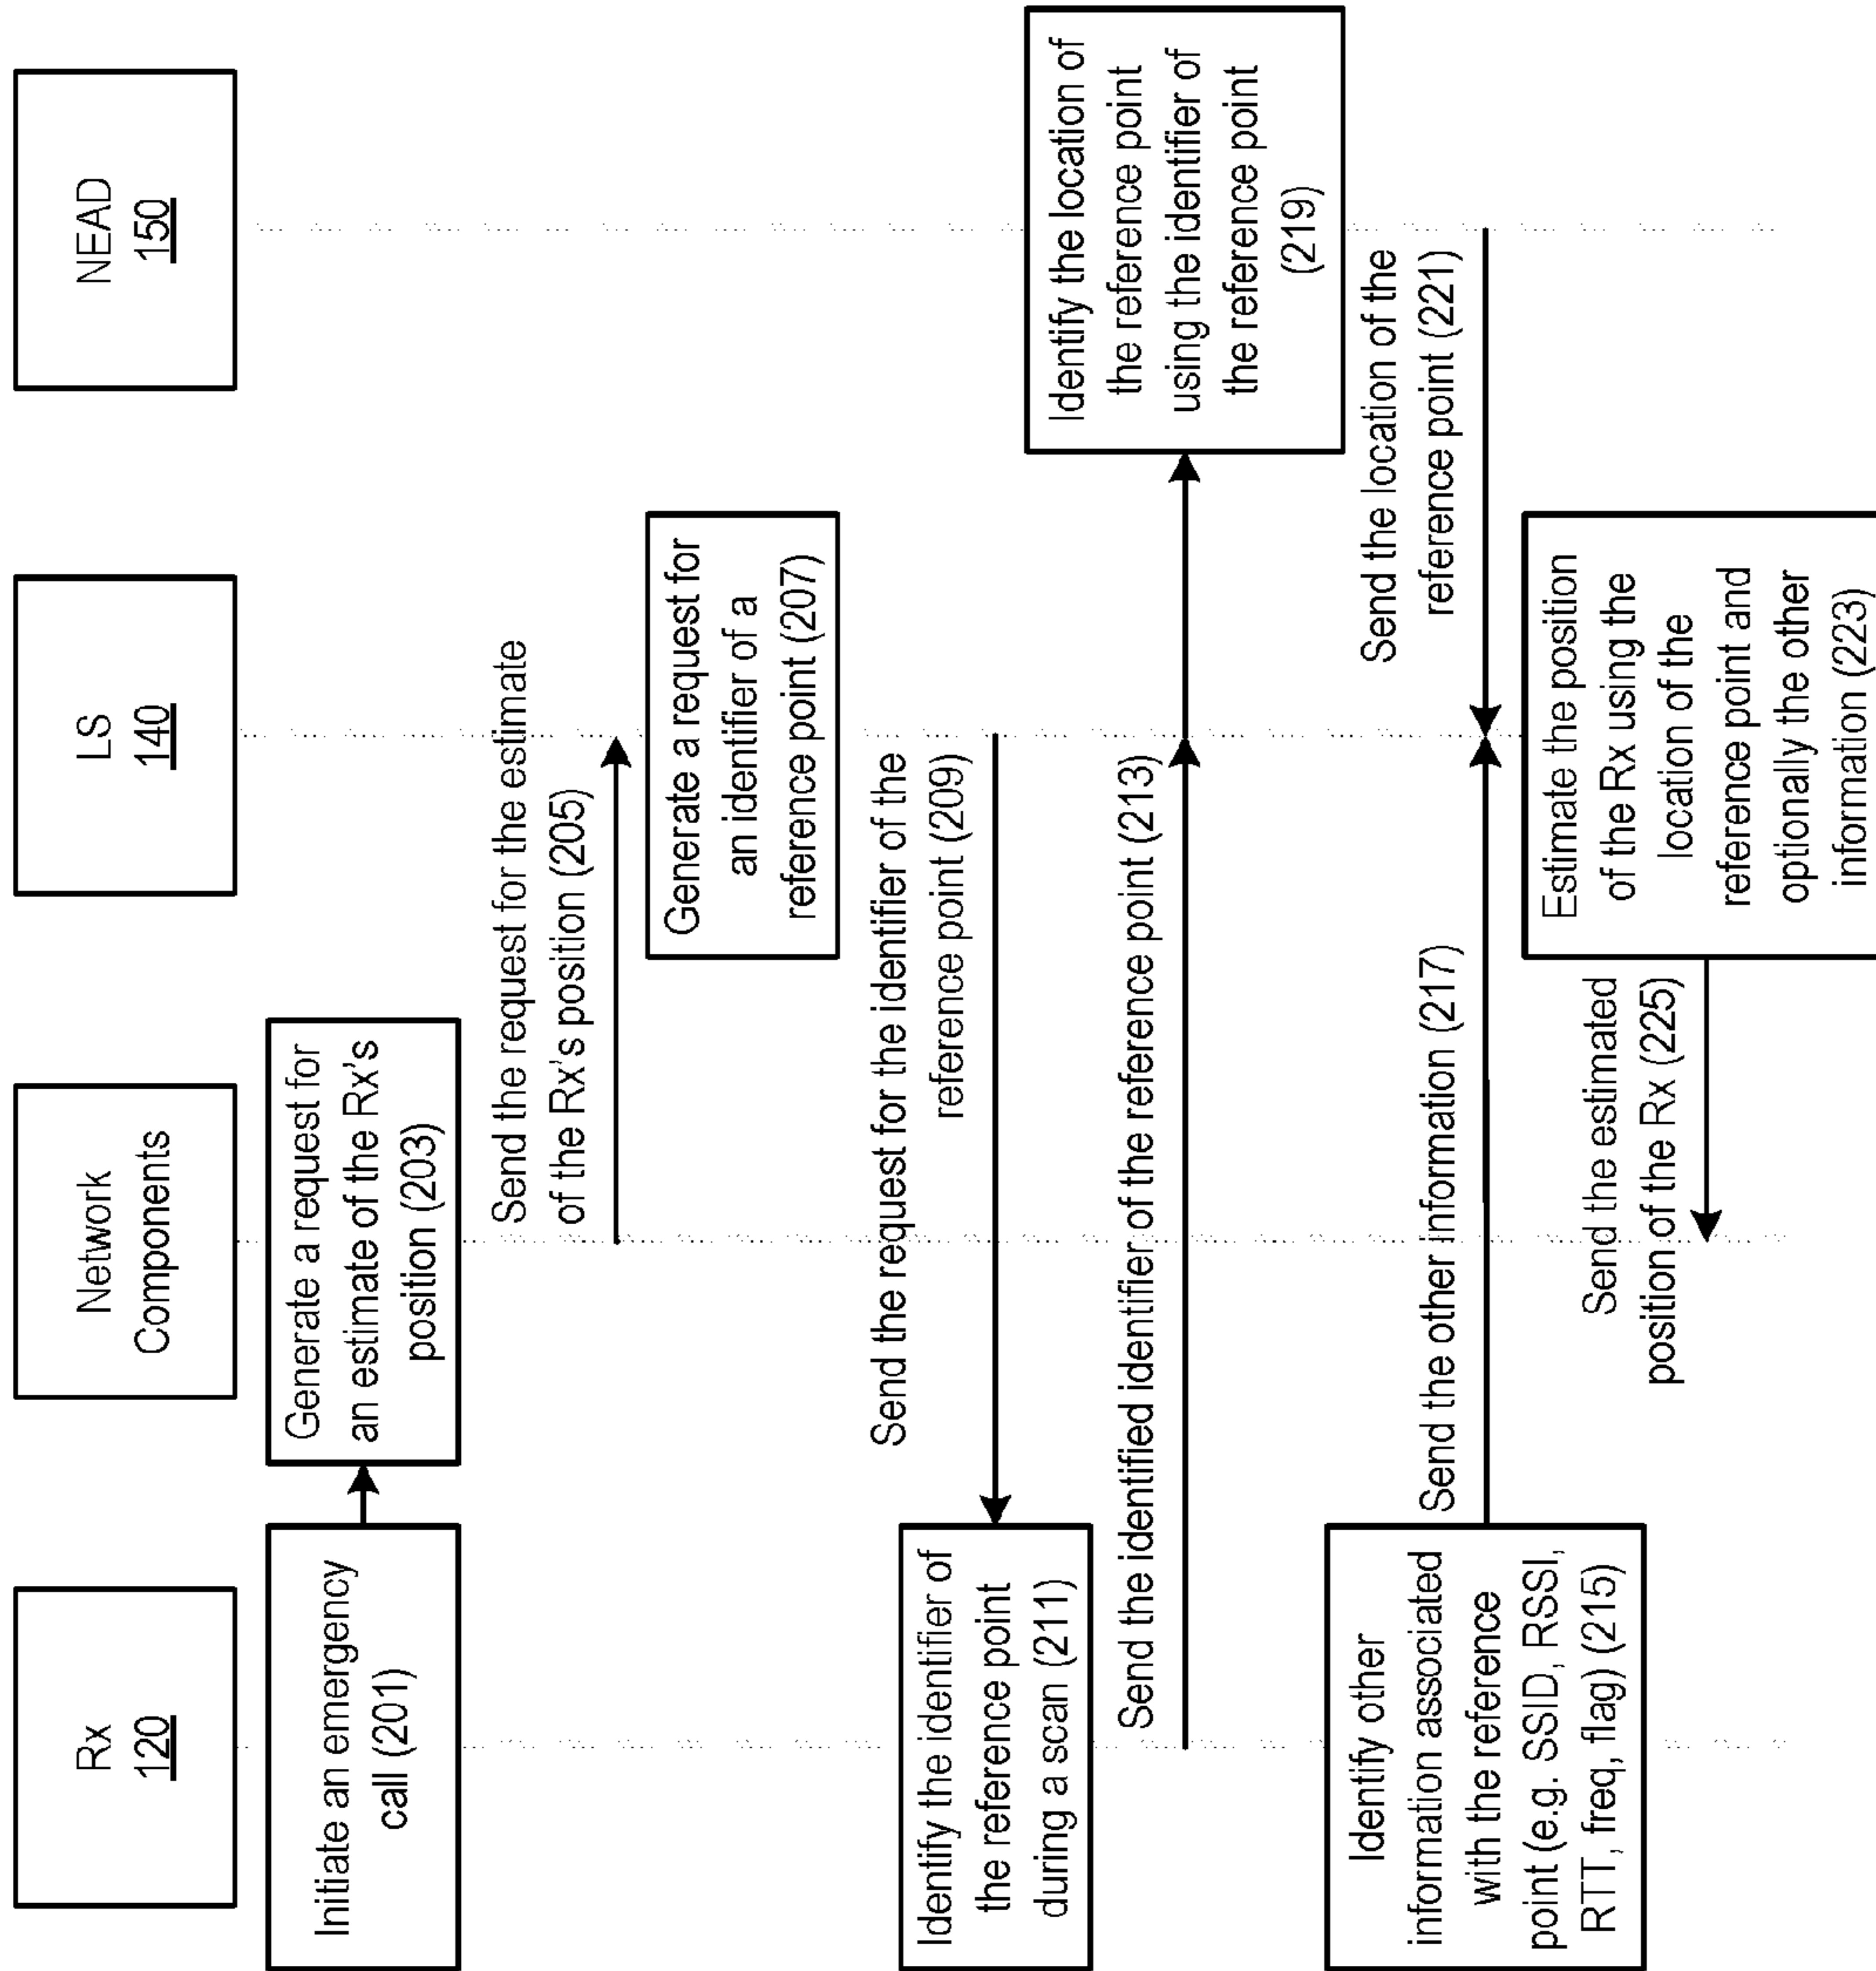 Rx
120
Network
Components
LS
140
NEAD
150
Initiate an emergency
call (201)
Generate a request for
an estimate of the Rx's
position (203)
Send the request for the estimate
of the Rx's position (205)
Generate a request for
an identifier of a
reference point (207)
Send the request for the identifier of the
reference point (209)
Identify the identifier of
the reference point
during a scan (211)
Send the identified identifier of the reference point (213)
Identify the location of
the reference point
using the identifier of
the reference point
(219)
Identify other
information associated
with the reference
point (e.g. SSID, RSSI,
RTT, freq, flag) (215)
Send the other information (217)
Send the location of the
reference point (221)
Estimate the position
of the Rx using the
location of the
reference point and
optionally the other
information (223)
Send the estimated
position of the Rx (225)